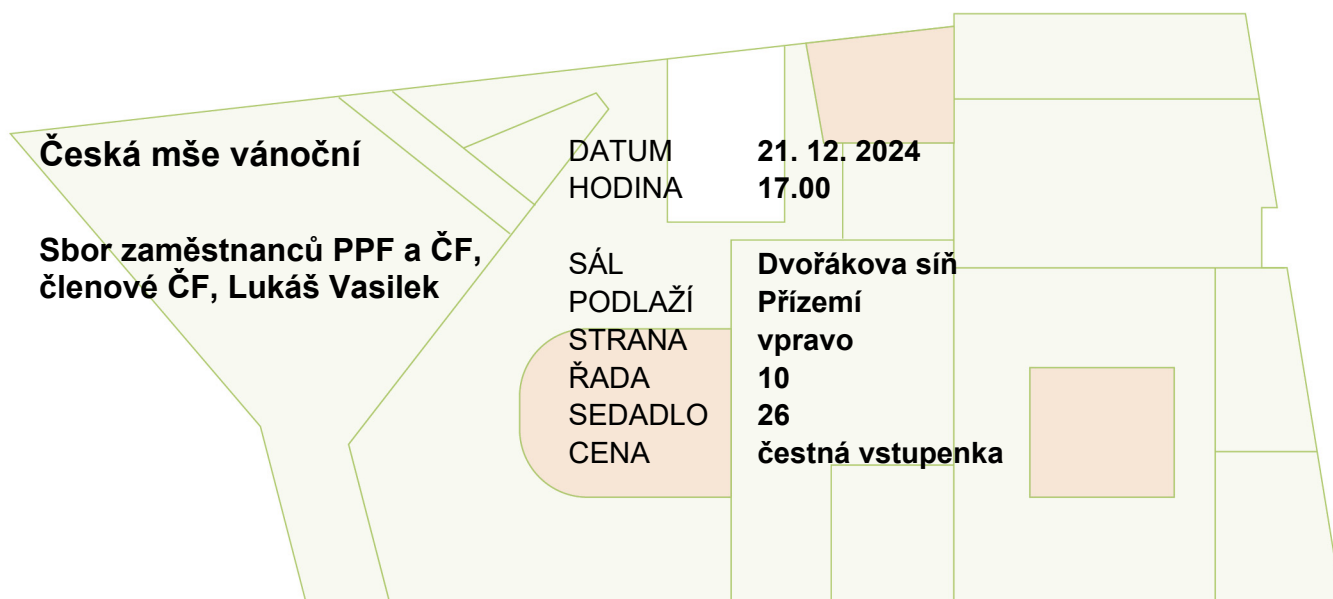 Česká mše vánoční
Sbor zaměstnanců PPF a ČF,
členové ČF, Lukáš Vasilek
DATUM 21. 12. 2024
HODINA 17.00
SÁL Dvořákova síň
PODLAŽÍ Přízemí
STRANA vpravo
ŘADA 10
SEDADLO 26
CENA čestná vstupenka